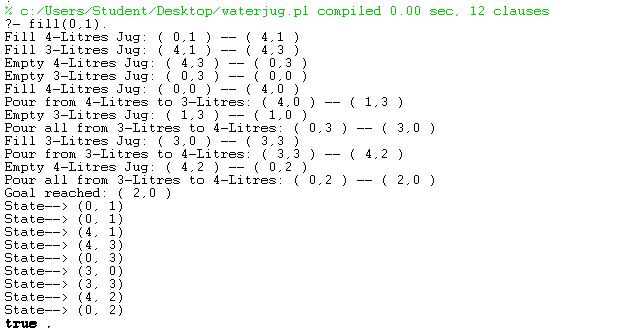 % c:/Users/Student/Desktop/waterjug.pl compiled 0.00 sec, 12 clauses
?- fill(0,1).
Fill 4-Litres Jug: ( 0,1 ) -- ( 4,1 )
Fill 3-Litres Jug: ( 4,1 ) -- ( 4,3 )
Empty 4-Litres Jug: ( 4,3 ) -- ( 0,3 )
Empty 3-Litres Jug: ( 0,3 ) -- ( 0,0 )
Fill 4-Litres Jug: ( 0,0 ) -- ( 4,0 )
Pour from 4-Litres to 3-Litres: ( 4,0 ) -- ( 1,3 )
Empty 3-Litres Jug: ( 1,3 ) -- ( 1,0 )
Pour all from 3-Litres to 4-Litres: ( 0,3 ) -- ( 3,0 )
Fill 3-Litres Jug: ( 3,0 ) -- ( 3,3 )
Pour from 3-Litres to 4-Litres: ( 3,3 ) -- ( 4,2 )
Empty 4-Litres Jug: ( 4,2 ) -- ( 0,2 )
Pour all from 3-Litres to 4-Litres: ( 0,2 ) -- ( 2,0 )
Goal reached: ( 2,0 )
State--> (0, 1)
State--> (0, 1)
State--> (4, 1)
State--> (4, 3)
State--> (0, 3)
State--> (3, 0)
State--> (3, 3)
State--> (4, 2)
State--> (0, 2)
true .